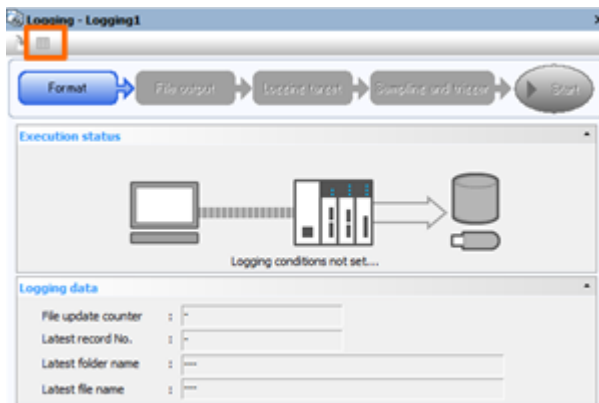 Logging - Logging1
Format File output Logging target Sampling and trigger Start
Execution status
Logging conditions not set....
Logging data
File update counter : -
Latest record No. : -
Latest folder name : ---
Latest file name : ---